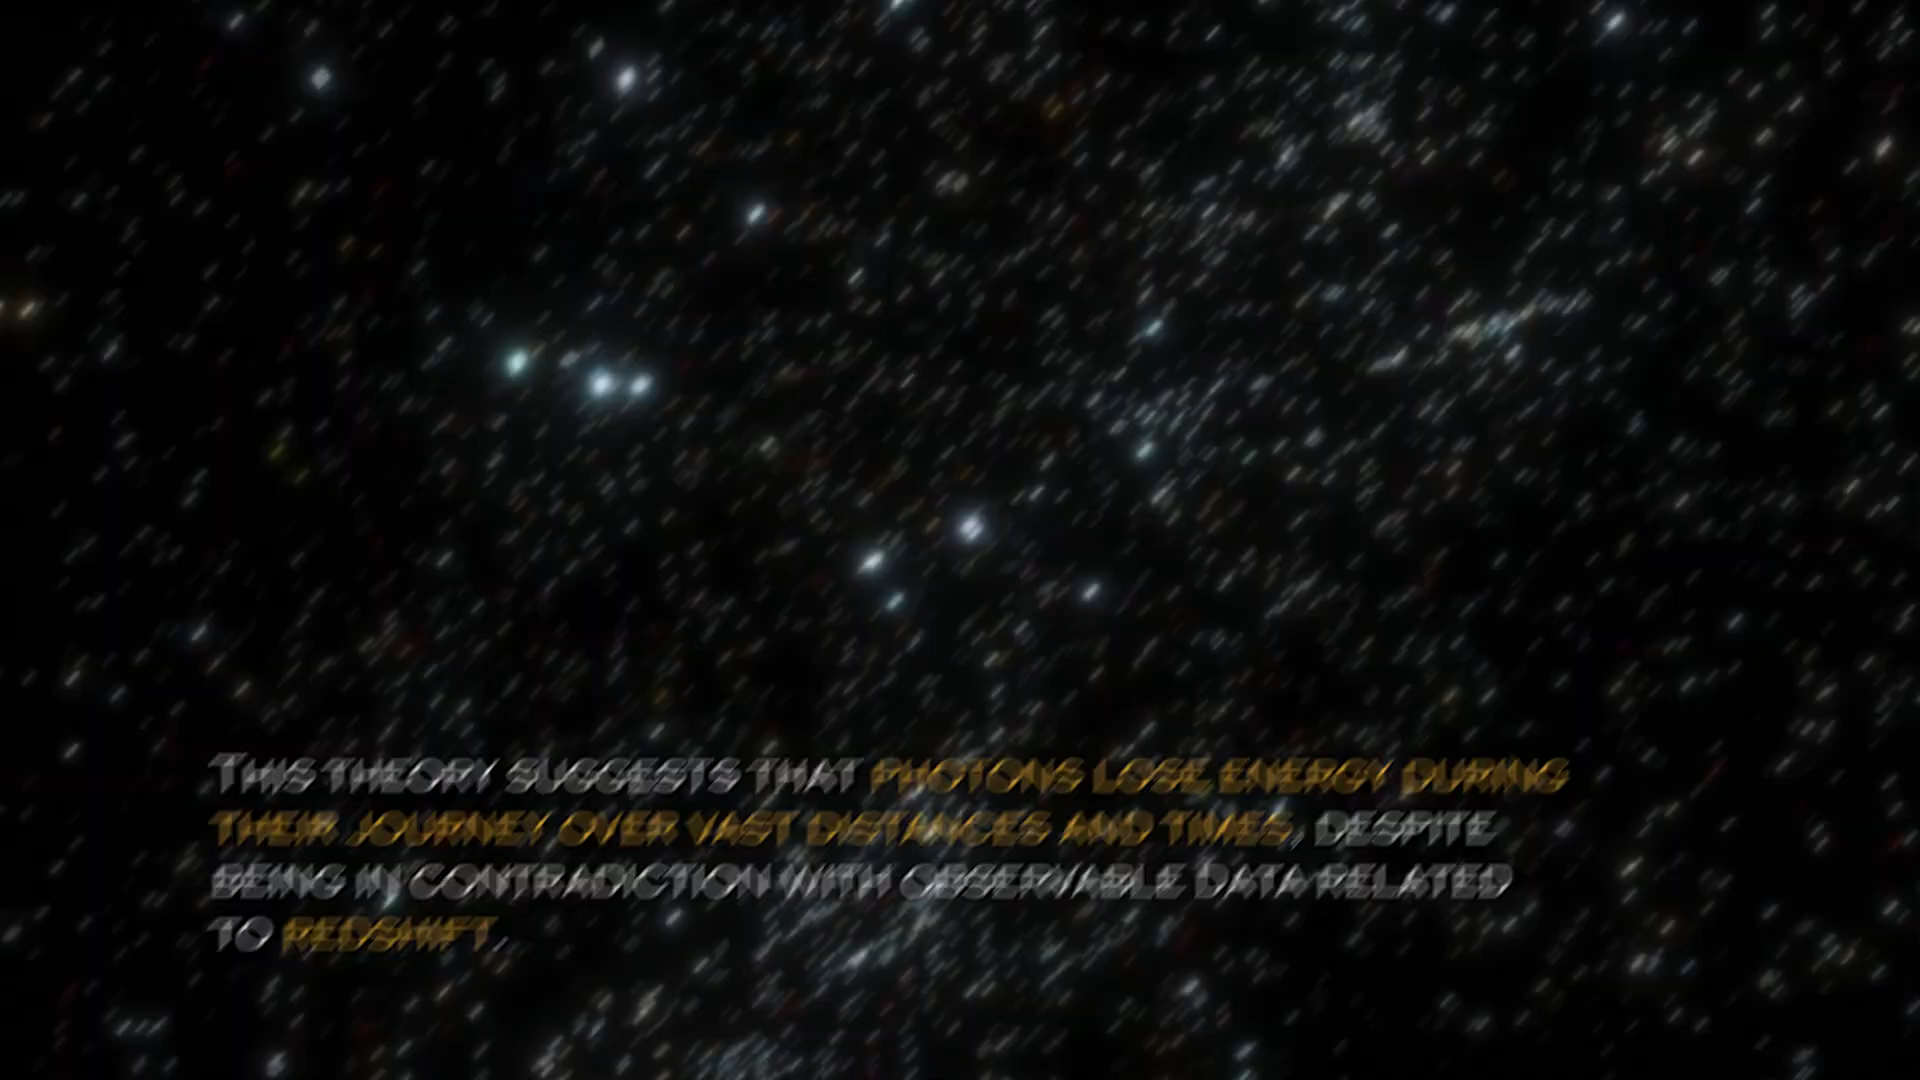 This theory suggests that photons lose energy during
their journey over vast distances and times, despite
being in contradiction with observable data related
to redshift,